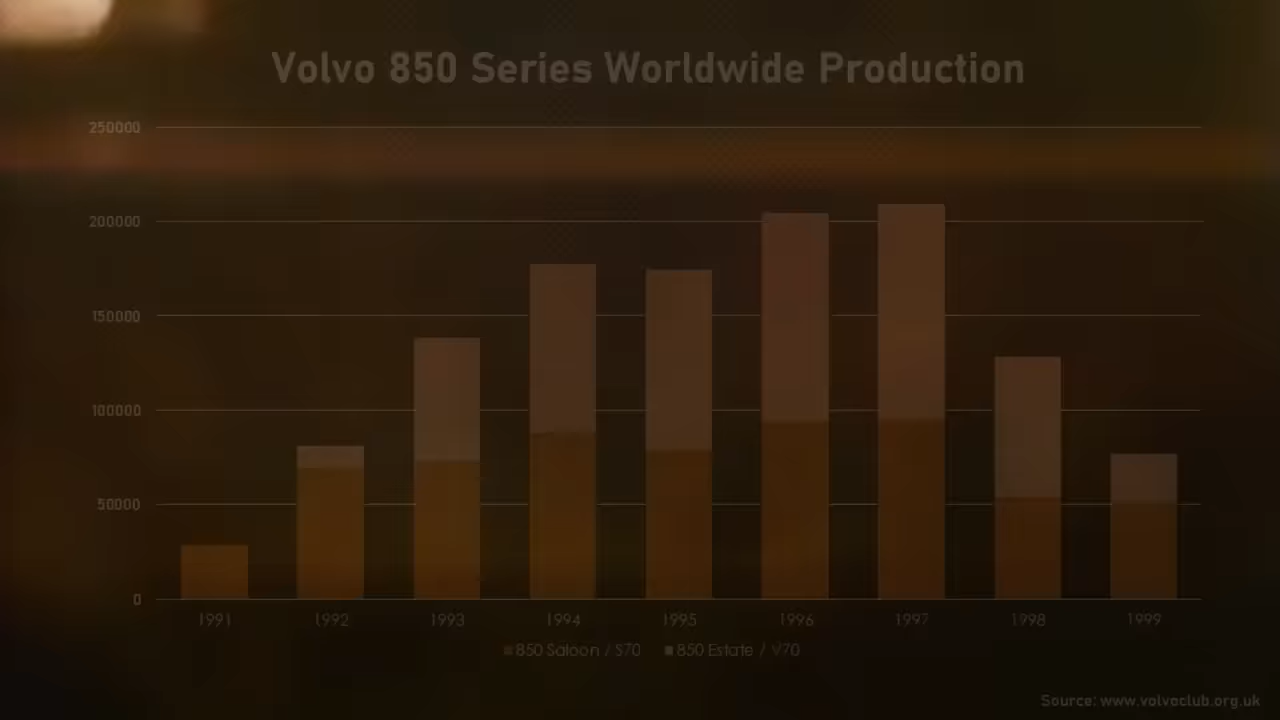 Volvo 850 Series Worldwide Production
250000
200000
150000
100000
50000
0
1991 1992 1993 1994 1995 1996 1997 1998 1999
850 Saloon / S70 850 Estate / V70
Source: www.volvoclub.org.uk